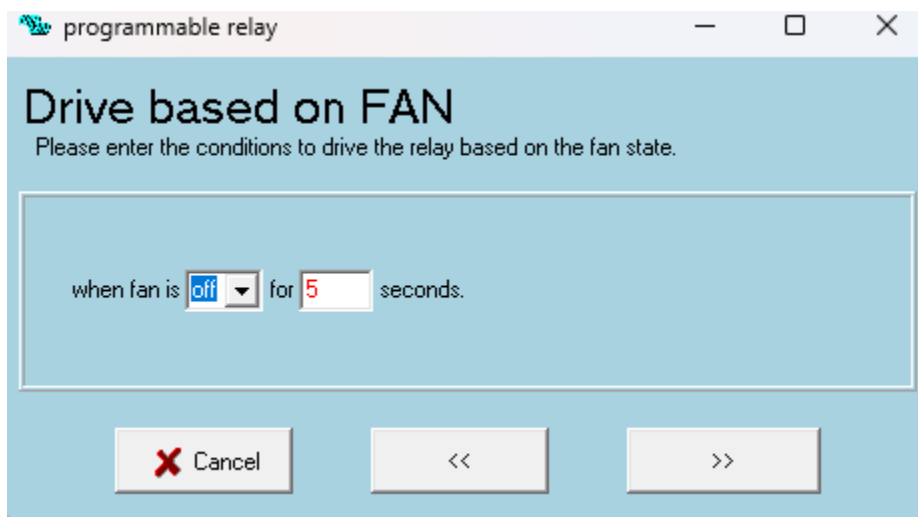 programmable relay
Drive based on FAN
Please enter the conditions to drive the relay based on the fan state.
when fan is off for 5 seconds.
Cancel << >>